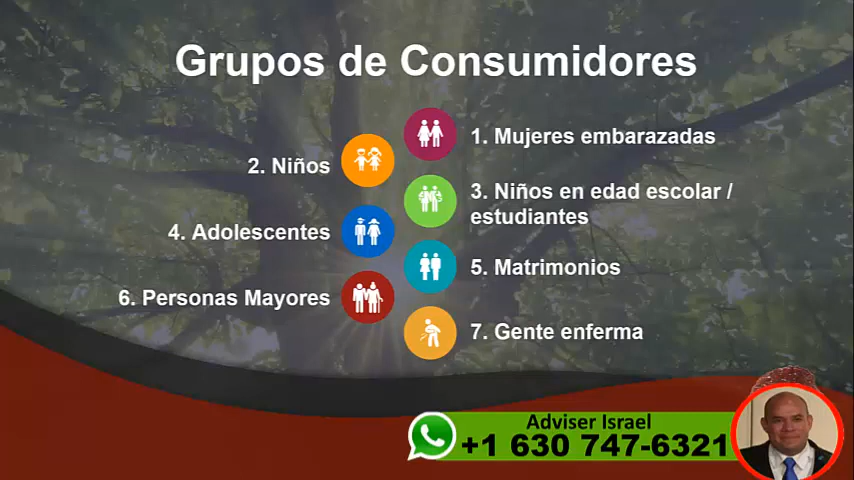 Grupos de Consumidores
1. Mujeres embarazadas
2. Niños
3. Niños en edad escolar /
estudiantes
4. Adolescentes
5. Matrimonios
6. Personas Mayores
7. Gente enferma
Adviser Israel
+1 630 747-6321